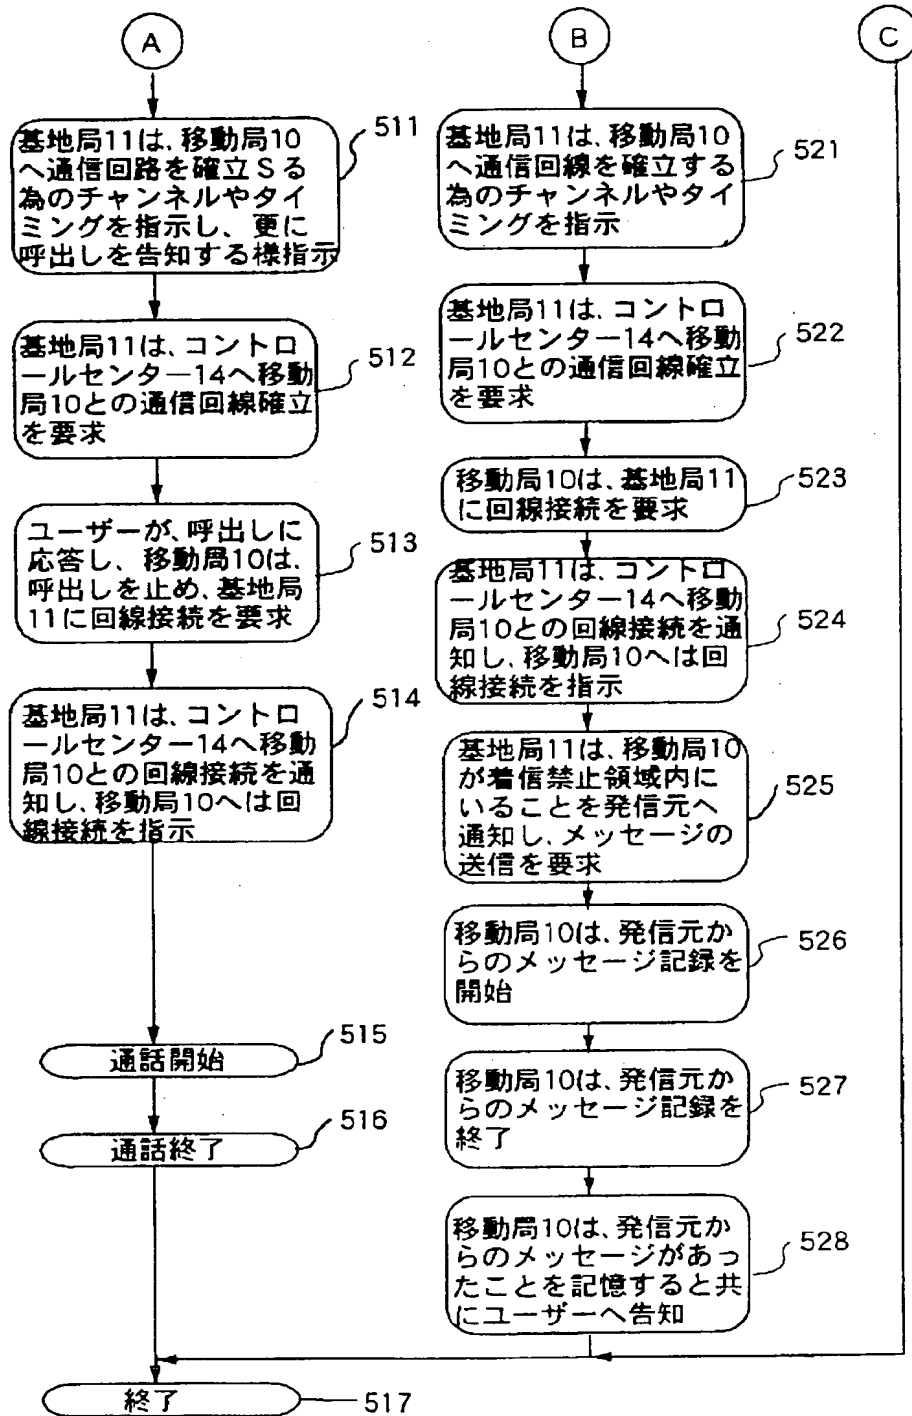 A
基地局11は、移動局10
へ通信回路を確立Sる
為のチャンネルやタイ
ミングを指示し、更に
呼出しを告知する様指示
511
基地局11は、コントロ
ールセンター14へ移動
局10との通信回線確立
を要求
512
ユーザーが、呼出しに
応答し、移動局10は、
呼出しを止め、基地局
11に回線接続を要求
513
基地局11は、コントロ
ールセンター14へ移動
局10との回線接続を通
知し、移動局10へは回
線接続を指示
514
通話開始
515
通話終了
516
終了
517
B
基地局11は、移動局10
へ通信回線を確立する
為のチャンネルやタイ
ミングを指示
521
基地局11は、コントロ
ールセンター14へ移動
局10との通信回線確立
を要求
522
移動局10は、基地局11
に回線接続を要求
523
基地局11は、コントロ
ールセンター14へ移動
局10との回線接続を通
知し、移動局10へは回
線接続を指示
524
基地局11は、移動局10
が着信禁止領域内に
いることを発信元へ
通知し、メッセージの
送信を要求
525
移動局10は、発信元か
らのメッセージ記録を
開始
526
移動局10は、発信元か
らのメッセージ記録を
終了
527
移動局10は、発信元か
らのメッセージがあっ
たことを記憶すると共
にユーザーへ告知
528
C